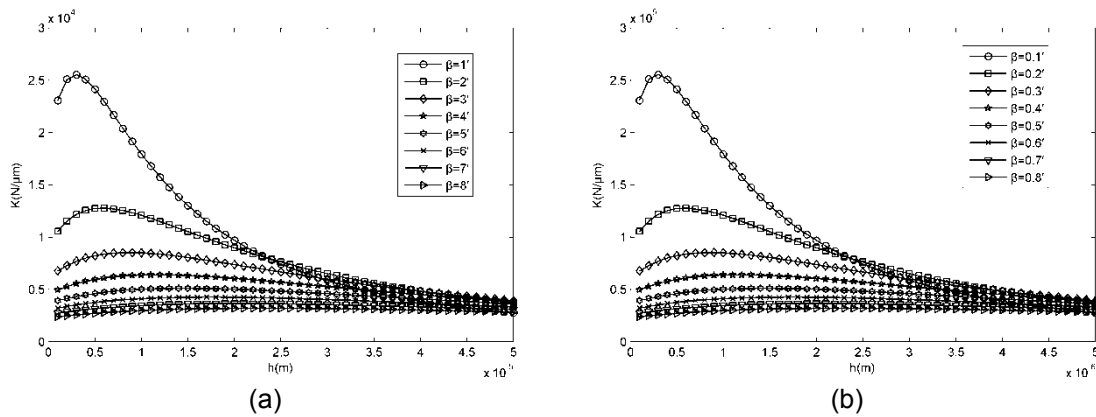 x 10⁴
3
2.5
2
1.5
1
0.5
0
K(N/μm)
0 0.5 1 1.5 2 2.5 3 3.5 4 4.5 5
h(m)
β=1'
β=2'
β=3'
β=4'
β=5'
β=6'
β=7'
β=8'
(a)
3
2.5
2
1.5
1
0.5
0
K(N/μm)
0 0.5 1 1.5 2 2.5 3 3.5 4 4.5 5
h(m)
x 10⁻⁶
β=0.1'
β=0.2'
β=0.3'
β=0.4'
β=0.5'
β=0.6'
β=0.7'
β=0.8'
(b)